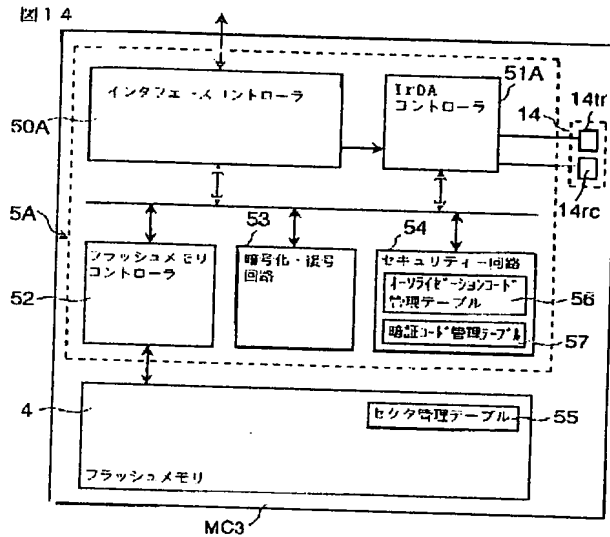 図14
インタフェースコントローラ
50A
IrDA
コントローラ
51A
14
14tr
14rc
5A
フラッシュメモリ
コントローラ
52
53
暗号化・復号
回路
54
セキュリティー回路
オーソライゼーションコード
管理テーブル
56
暗証コード管理テーブル
57
4
セクタ管理テーブル
55
フラッシュメモリ
MC3